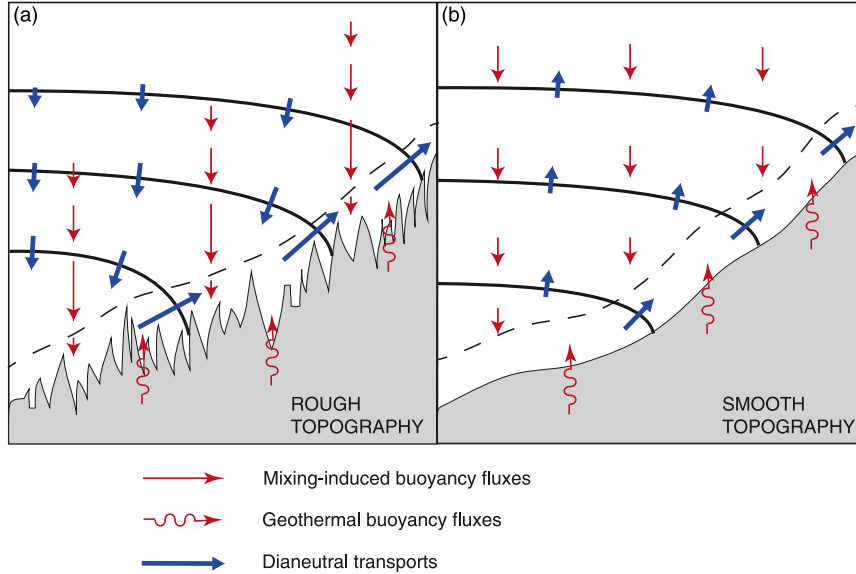 (a)
(b)
ROUGH
TOPOGRAPHY
SMOOTH
TOPOGRAPHY
Mixing-induced buoyancy fluxes
Geothermal buoyancy fluxes
Dianeutral transports